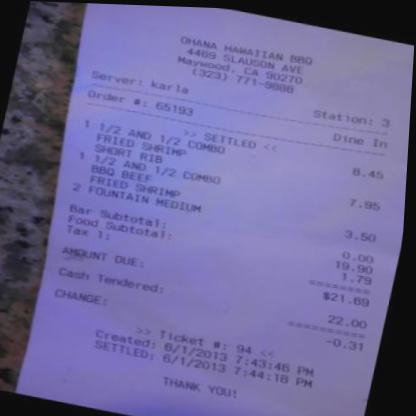 OHANA HAWAIIAN BBQ
4469 SLAUSON AVE
Maywood, CA 90270
(323) 771-9888
Server: karla
Station: 3
Order #: 65193
Dine In
>> SETTLED <<
1 1/2 AND 1/2 COMBO 8.45
FRIED SHRIMP
SHORT RIB
1 1/2 AND 1/2 COMBO 7.95
BBQ BEEF
FRIED SHRIMP
2 FOUNTAIN MEDIUM 3.50
Bar Subtotal: 0.00
Food Subtotal: 19.90
Tax 1: 1.79
========
AMOUNT DUE: $21.69
Cash Tendered: 22.00
==========
CHANGE: -0.31
>> Ticket #: 94 <<
Created: 6/1/2013 7:43:46 PM
SETTLED: 6/1/2013 7:44:18 PM
THANK YOU!